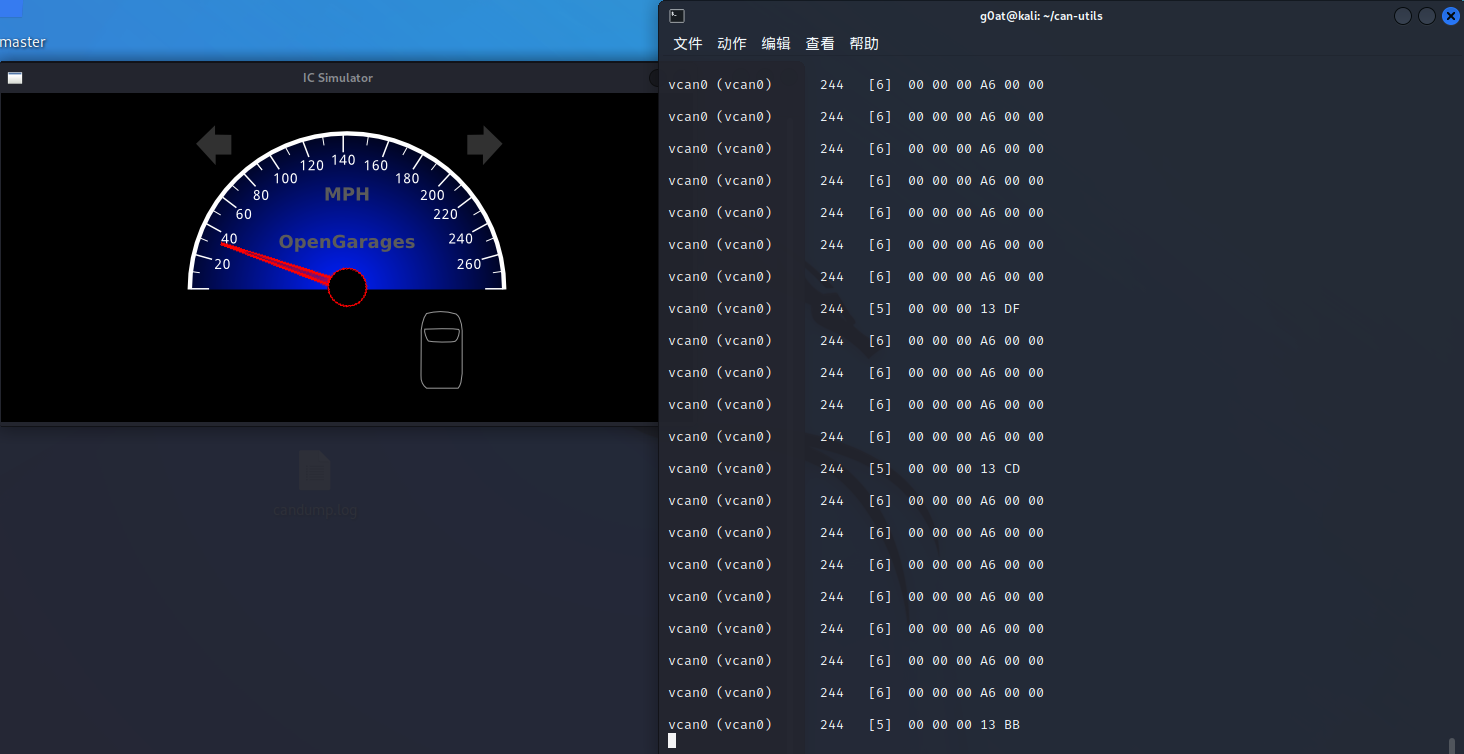 master
IC Simulator
20
40
60
80
100
120
140
160
180
200
220
240
260
MPH
OpenGarages
candump.log
g0at@kali: ~/can-utils
文件 动作 编辑 查看 帮助
vcan0 (vcan0) 244 [6] 00 00 00 A6 00 00
vcan0 (vcan0) 244 [6] 00 00 00 A6 00 00
vcan0 (vcan0) 244 [6] 00 00 00 A6 00 00
vcan0 (vcan0) 244 [6] 00 00 00 A6 00 00
vcan0 (vcan0) 244 [6] 00 00 00 A6 00 00
vcan0 (vcan0) 244 [6] 00 00 00 A6 00 00
vcan0 (vcan0) 244 [6] 00 00 00 A6 00 00
vcan0 (vcan0) 244 [5] 00 00 00 13 DF
vcan0 (vcan0) 244 [6] 00 00 00 A6 00 00
vcan0 (vcan0) 244 [6] 00 00 00 A6 00 00
vcan0 (vcan0) 244 [6] 00 00 00 A6 00 00
vcan0 (vcan0) 244 [6] 00 00 00 A6 00 00
vcan0 (vcan0) 244 [5] 00 00 00 13 CD
vcan0 (vcan0) 244 [6] 00 00 00 A6 00 00
vcan0 (vcan0) 244 [6] 00 00 00 A6 00 00
vcan0 (vcan0) 244 [6] 00 00 00 A6 00 00
vcan0 (vcan0) 244 [6] 00 00 00 A6 00 00
vcan0 (vcan0) 244 [6] 00 00 00 A6 00 00
vcan0 (vcan0) 244 [6] 00 00 00 A6 00 00
vcan0 (vcan0) 244 [6] 00 00 00 A6 00 00
vcan0 (vcan0) 244 [5] 00 00 00 13 BB